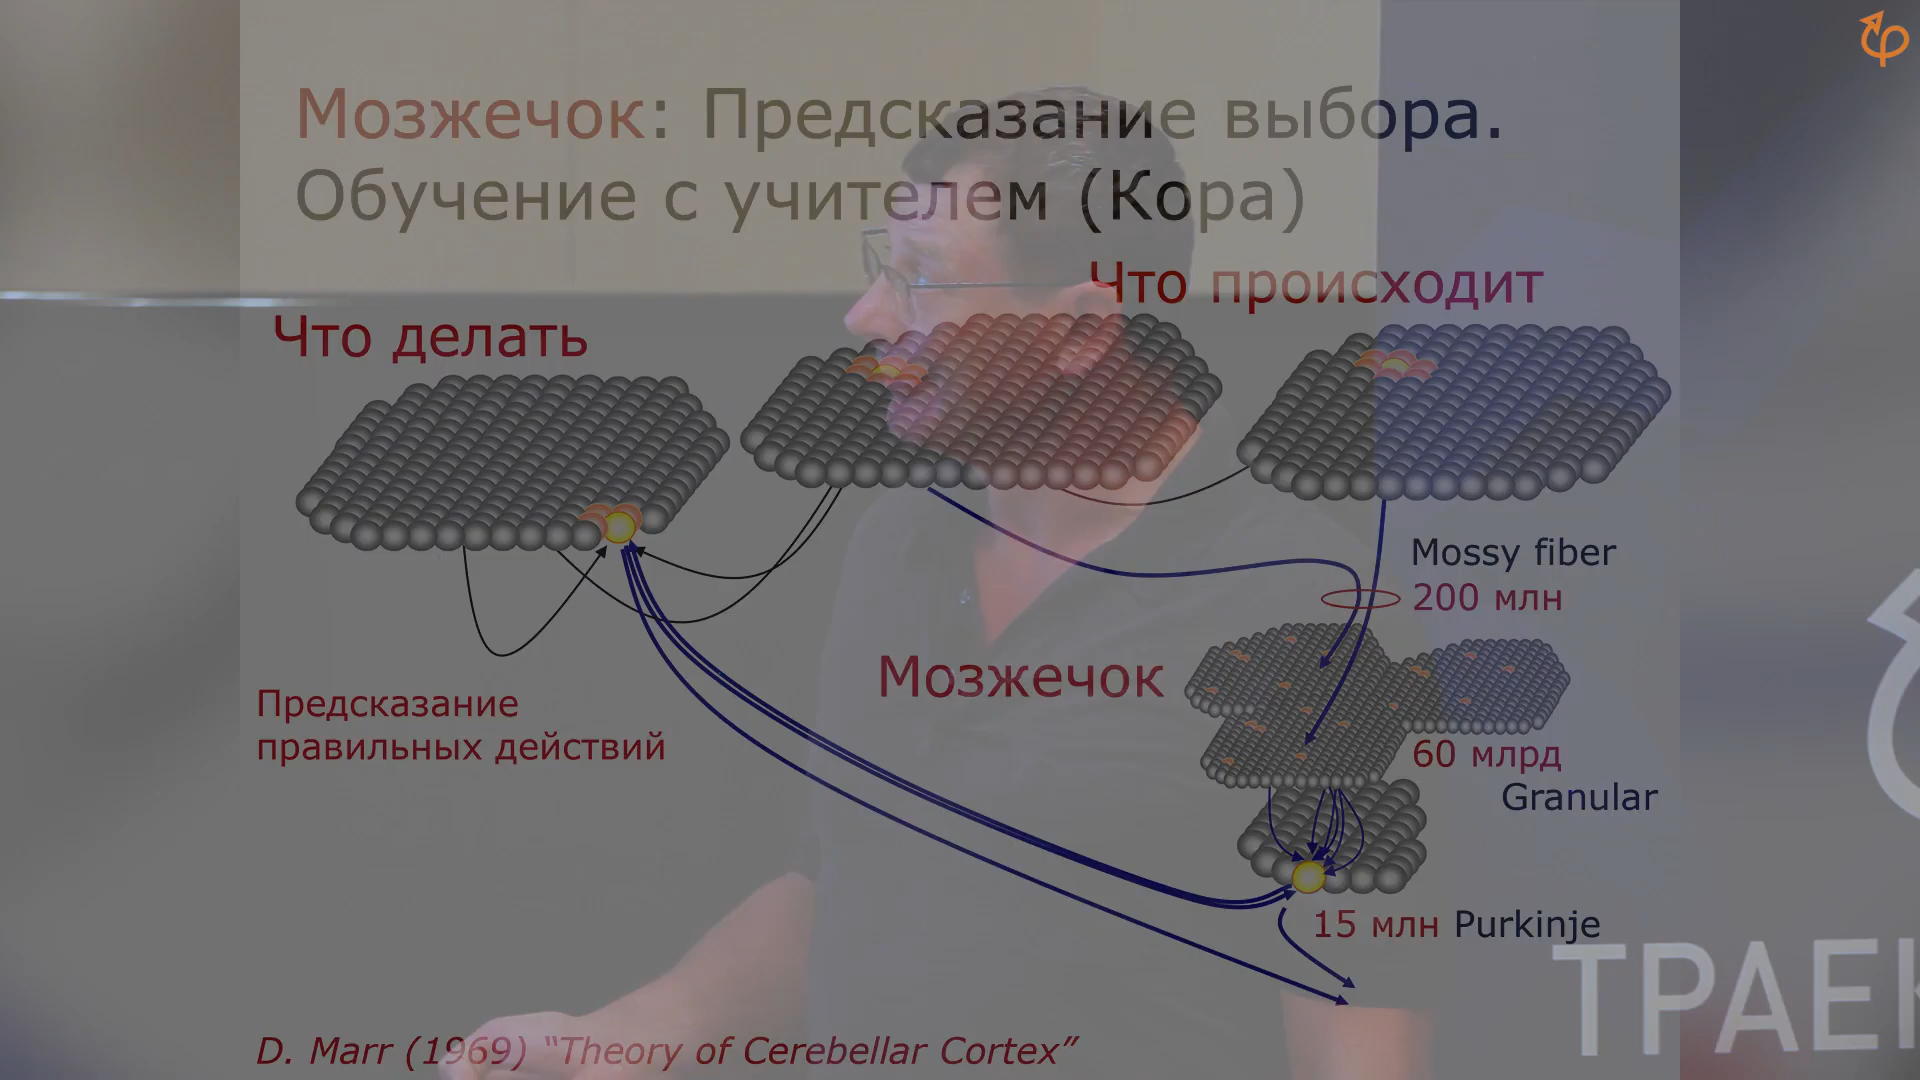 Мозжечок: Предсказание выбора.
Обучение с учителем (Кора)
Что происходит
Что делать
Mossy fiber
200 млн
Мозжечок
Предсказание
правильных действий
60 млрд
Granular
15 млн Purkinje
ТРАЕК
D. Marr (1969) “Theory of Cerebellar Cortex”